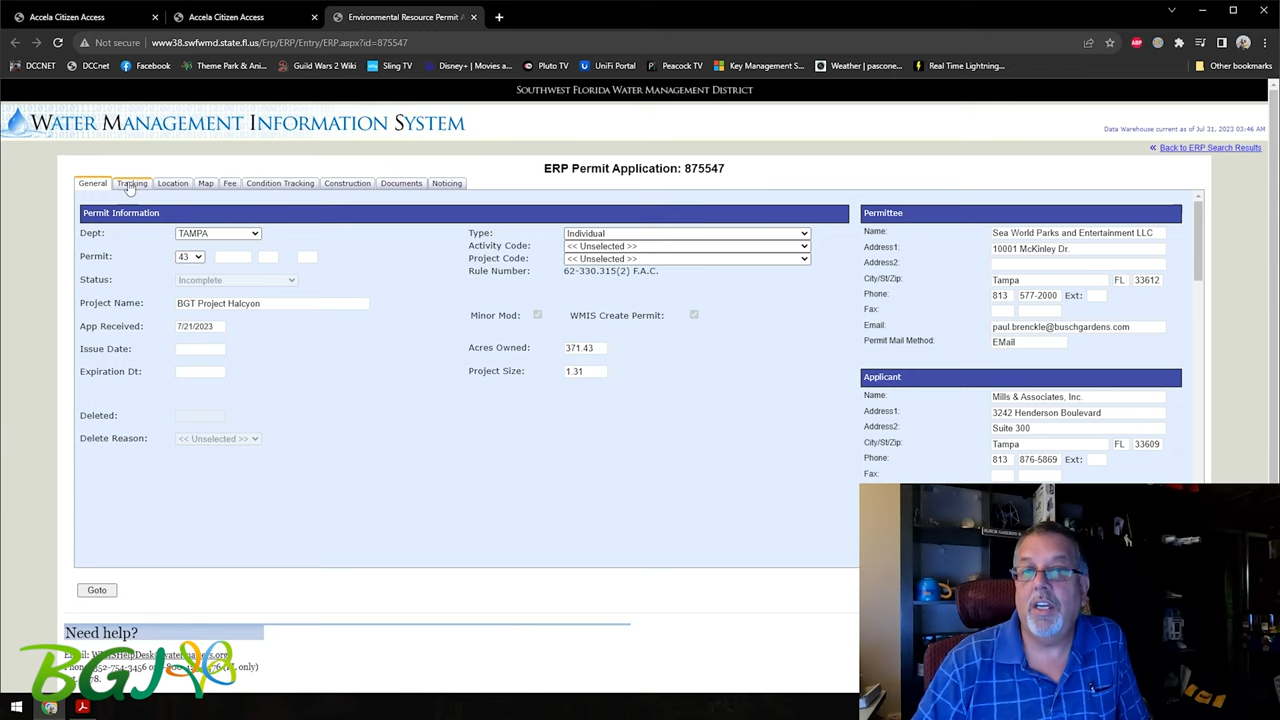 Accela Citizen Access
Accela Citizen Access
Environmental Resource Permit A
Not secure | www38.swfwmd.state.fl.us/Erp/ERP/Entry/ERP.aspx?id=875547
DCCNET DCCnet Facebook Theme Park & Ani... Guild Wars 2 Wiki Sling TV Disney+ | Movies a... Pluto TV UniFi Portal Peacock TV Key Management S... Weather | pascone... Real Time Lightning... Other bookmarks
SOUTHWEST FLORIDA WATER MANAGEMENT DISTRICT
WATER MANAGEMENT INFORMATION SYSTEM
Data Warehouse current as of Jul 31, 2023 03:46 AM
« Back to ERP Search Results
ERP Permit Application: 875547
General Tracking Location Map Fee Condition Tracking Construction Documents Noticing
Permit Information
Dept: TAMPA
Permit: 43
Status: Incomplete
Project Name: BGT Project Halcyon
App Received: 7/21/2023
Issue Date:
Expiration Dt:
Deleted:
Delete Reason: << Unselected >>
Type: Individual
Activity Code: << Unselected >>
Project Code: << Unselected >>
Rule Number: 62-330.315(2) F.A.C.
Minor Mod: WMIS Create Permit:
Acres Owned: 371.43
Project Size: 1.31
Permittee
Name: Sea World Parks and Entertainment LLC
Address1: 10001 McKinley Dr.
Address2:
City/St/Zip: Tampa FL 33612
Phone: 813 577-2000 Ext:
Fax:
Email: paul.brenckle@buschgardens.com
Permit Mail Method: EMail
Applicant
Name: Mills & Associates, Inc.
Address1: 3242 Henderson Boulevard
Address2: Suite 300
City/St/Zip: Tampa FL 33609
Phone: 813 876-5869 Ext:
Fax:
Goto
Need help?
BGJ